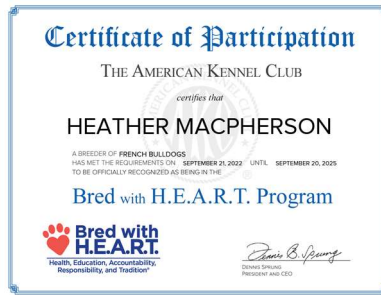 Certificate of Participation
THE AMERICAN KENNEL CLUB
certifies that
HEATHER MACPHERSON
A BREEDER OF FRENCH BULLDOGS
HAS MET THE REQUIREMENTS ON SEPTEMBER 21, 2022 UNTIL SEPTEMBER 20, 2025
TO BE OFFICIALLY RECOGNIZED AS BEING IN THE
Bred with H.E.A.R.T. Program
Bred with
H.E.A.R.T.
Health, Education, Accountability,
Responsibility, and Tradition®
Dennis B. Sprung
DENNIS SPRUNG
PRESIDENT AND CEO